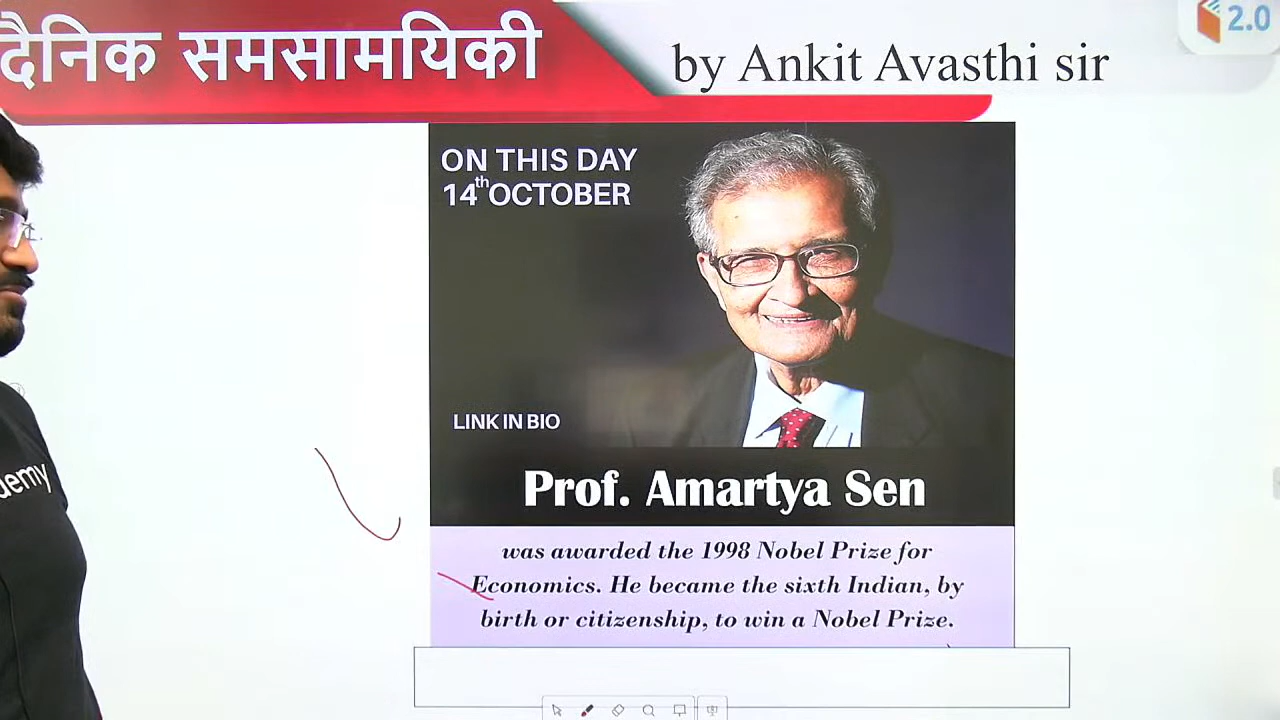 दैनिक समसामयिकी
by Ankit Avasthi sir
2.0
ON THIS DAY
14th OCTOBER
LINK IN BIO
Prof. Amartya Sen
was awarded the 1998 Nobel Prize for
Economics. He became the sixth Indian, by
birth or citizenship, to win a Nobel Prize.
demy